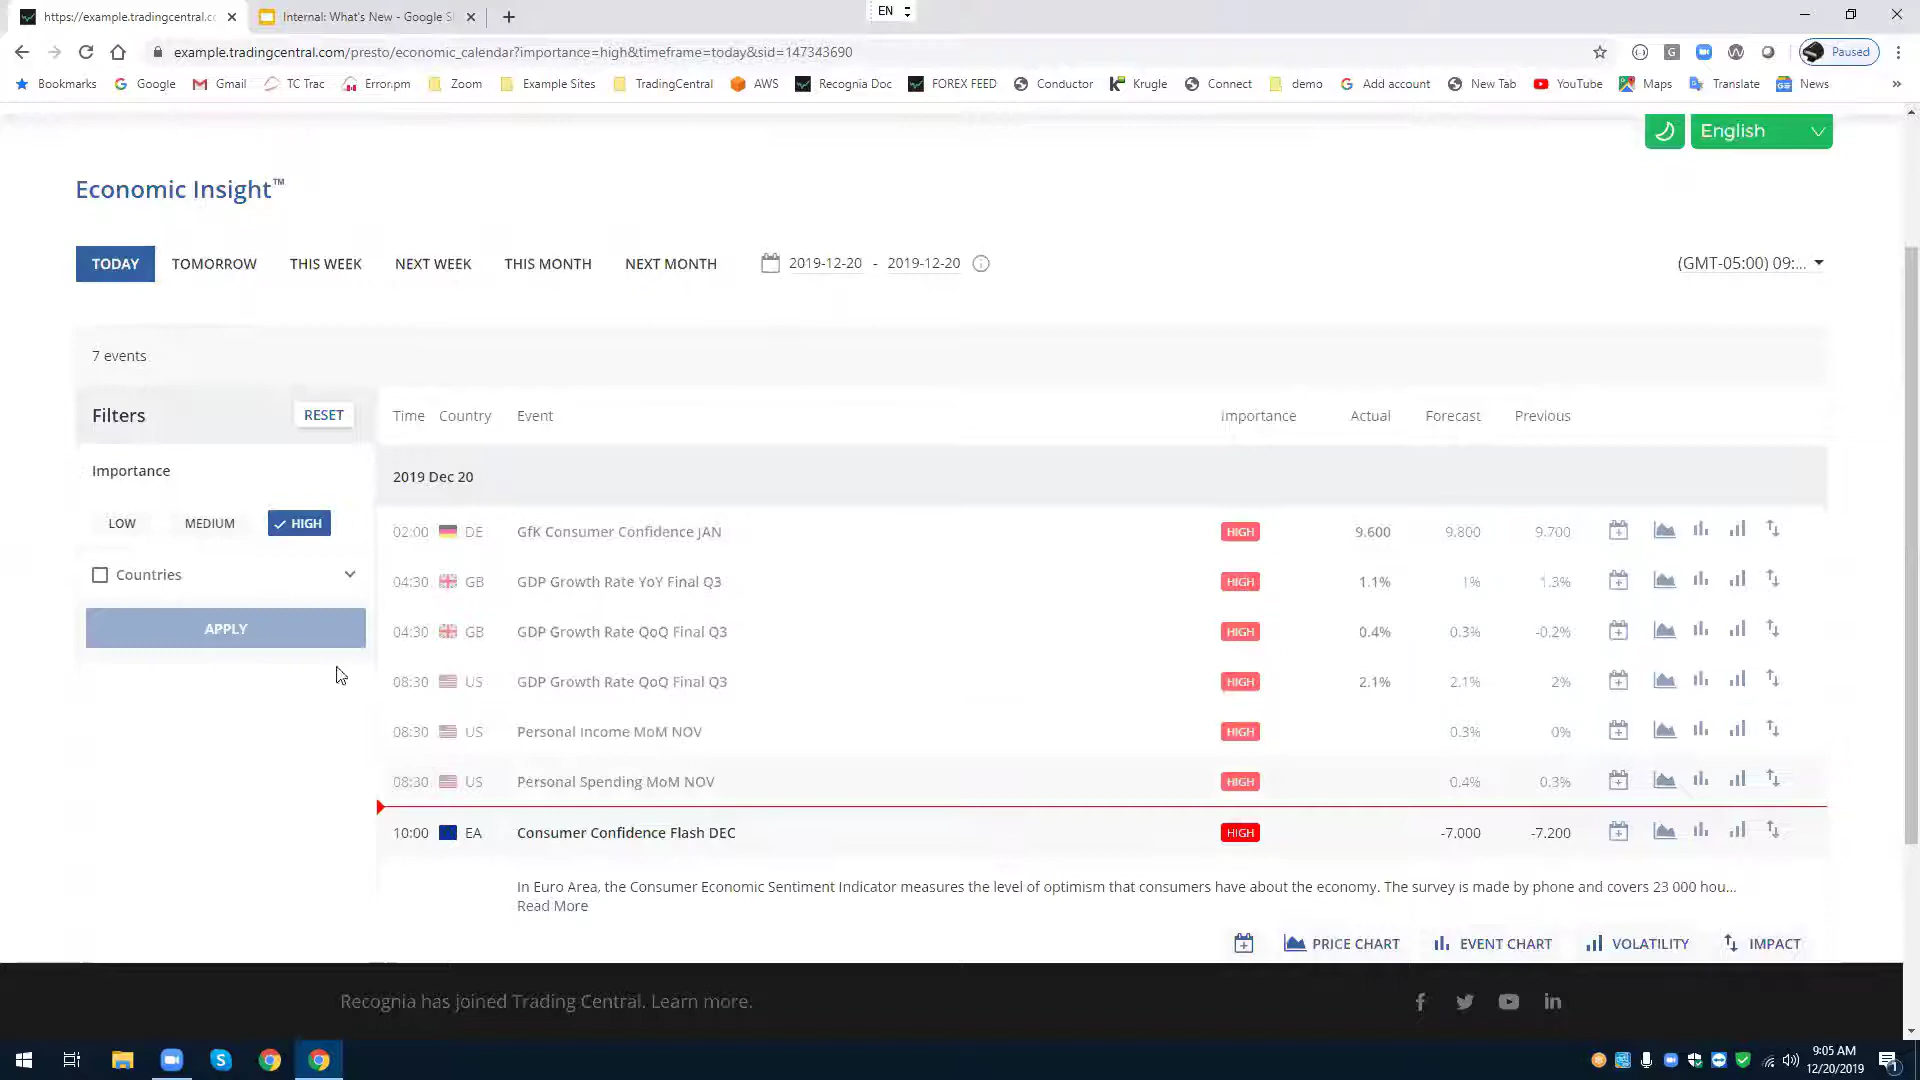 https://example.tradingcentral.cc
Internal: What's New - Google Sl
EN
example.tradingcentral.com/presto/economic_calendar?importance=high&timeframe=today&sid=147343690
Paused
Bookmarks Google Gmail TC Trac Error.pm Zoom Example Sites TradingCentral AWS Recognia Doc FOREX FEED Conductor Krugle Connect demo Add account New Tab YouTube Maps Translate News »
English
Economic Insight™
TODAY TOMORROW THIS WEEK NEXT WEEK THIS MONTH NEXT MONTH 2019-12-20 - 2019-12-20 (GMT-05:00) 09:...
7 events
Filters RESET
Time Country Event Importance Actual Forecast Previous
Importance
LOW MEDIUM HIGH
Countries
APPLY
2019 Dec 20
02:00 DE GfK Consumer Confidence JAN HIGH 9.600 9.800 9.700
04:30 GB GDP Growth Rate YoY Final Q3 HIGH 1.1% 1% 1.3%
04:30 GB GDP Growth Rate QoQ Final Q3 HIGH 0.4% 0.3% -0.2%
08:30 US GDP Growth Rate QoQ Final Q3 HIGH 2.1% 2.1% 2%
08:30 US Personal Income MoM NOV HIGH 0.3% 0%
08:30 US Personal Spending MoM NOV HIGH 0.4% 0.3%
10:00 EA Consumer Confidence Flash DEC HIGH -7.000 -7.200
In Euro Area, the Consumer Economic Sentiment Indicator measures the level of optimism that consumers have about the economy. The survey is made by phone and covers 23 000 hou...
Read More
PRICE CHART EVENT CHART VOLATILITY IMPACT
Recognia has joined Trading Central. Learn more.
9:05 AM
12/20/2019